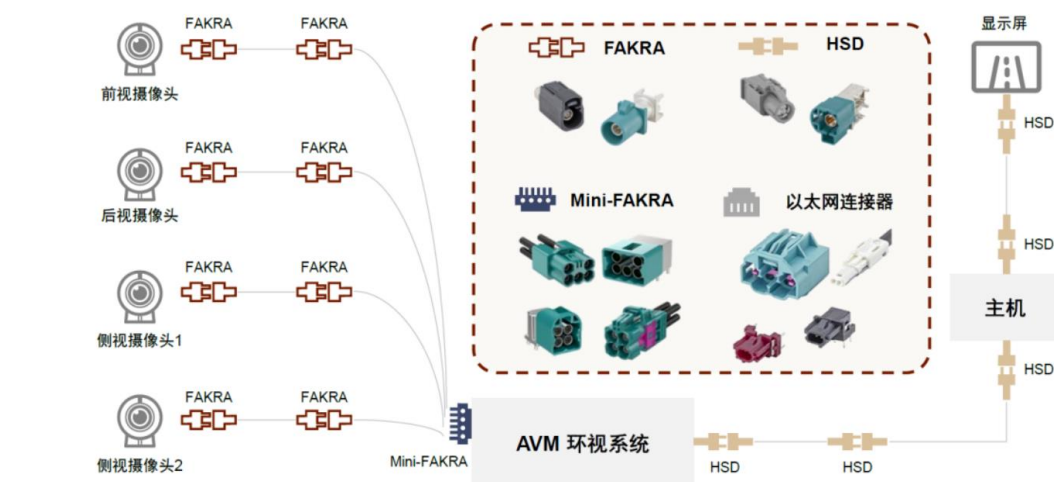 FAKRA
FAKRA
前视摄像头
FAKRA
FAKRA
后视摄像头
FAKRA
FAKRA
侧视摄像头1
FAKRA
FAKRA
侧视摄像头2
Mini-FAKRA
FAKRA
HSD
Mini-FAKRA
以太网连接器
AVM 环视系统
HSD
HSD
显示屏
HSD
HSD
主机
HSD